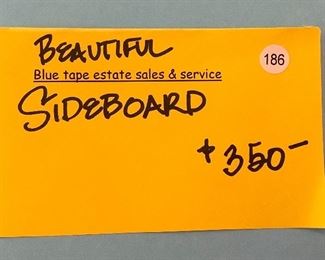 BEAUTIFUL
186
Blue tape estate sales & service
SIDEBOARD
$350-